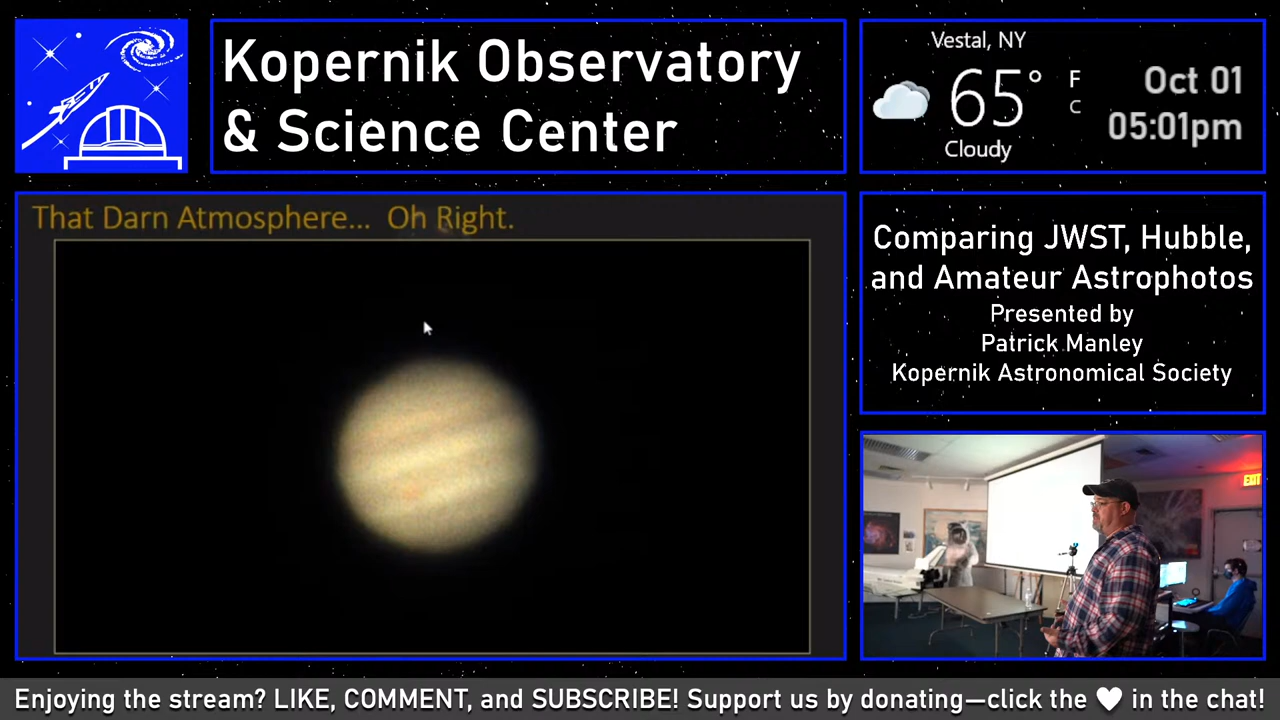 Kopernik Observatory
& Science Center
Vestal, NY
65°
F
C
Cloudy
Oct 01
05:01pm
That Darn Atmosphere... Oh Right.
Comparing JWST, Hubble,
and Amateur Astrophotos
Presented by
Patrick Manley
Kopernik Astronomical Society
EXIT
Enjoying the stream? LIKE, COMMENT, and SUBSCRIBE! Support us by donating—click the ♥ in the chat!